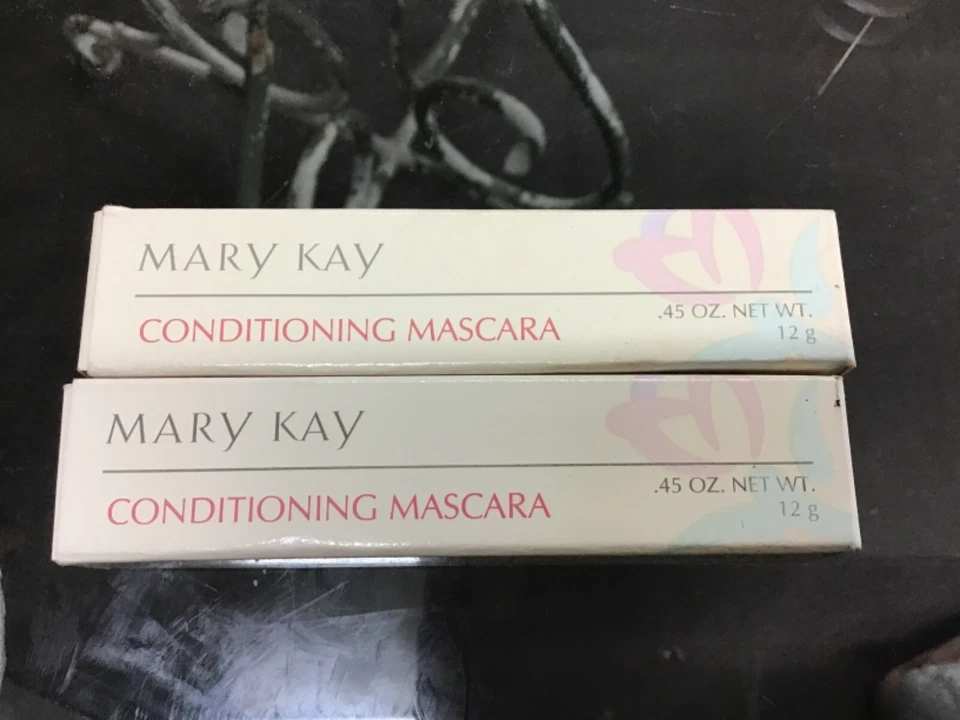 MARY KAY
CONDITIONING MASCARA
.45 OZ. NET WT.
12 g
MARY KAY
CONDITIONING MASCARA
.45 OZ. NET WT.
12 g